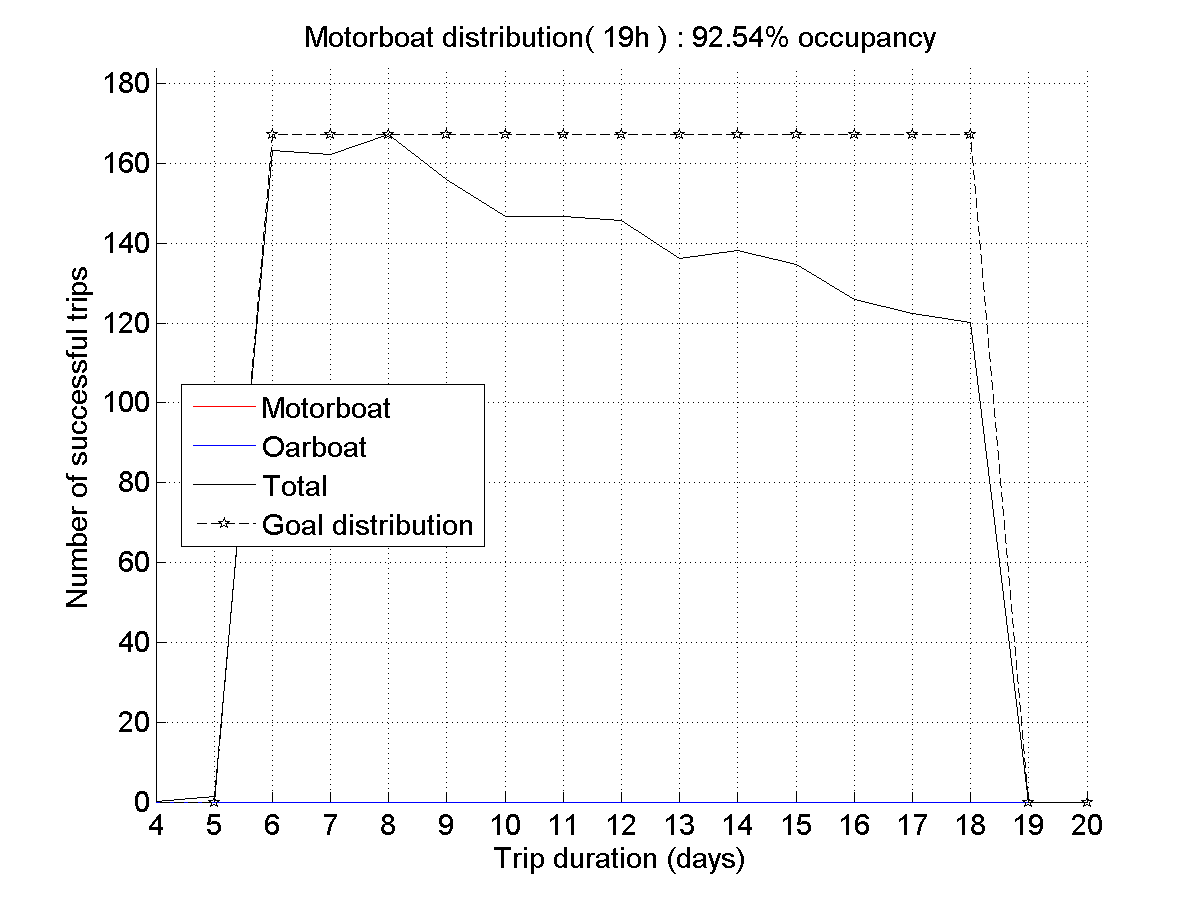 Motorboat distribution( 19h ) : 92.54% occupancy
180
160
140
120
100
80
60
40
20
0
Number of successful trips
Motorboat
Oarboat
Total
Goal distribution
4 5 6 7 8 9 10 11 12 13 14 15 16 17 18 19 20
Trip duration (days)